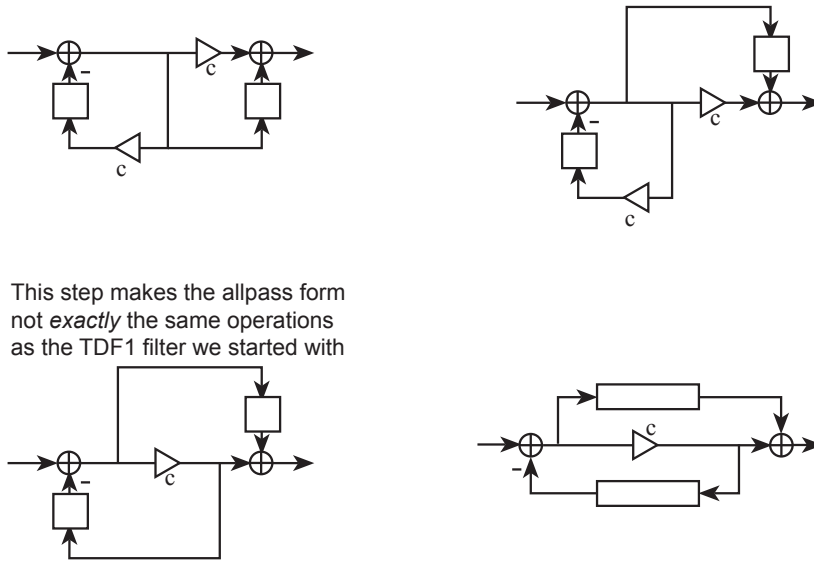 –
c
c
–
c
c
This step makes the allpass form
not exactly the same operations
as the TDF1 filter we started with
–
c
c
–